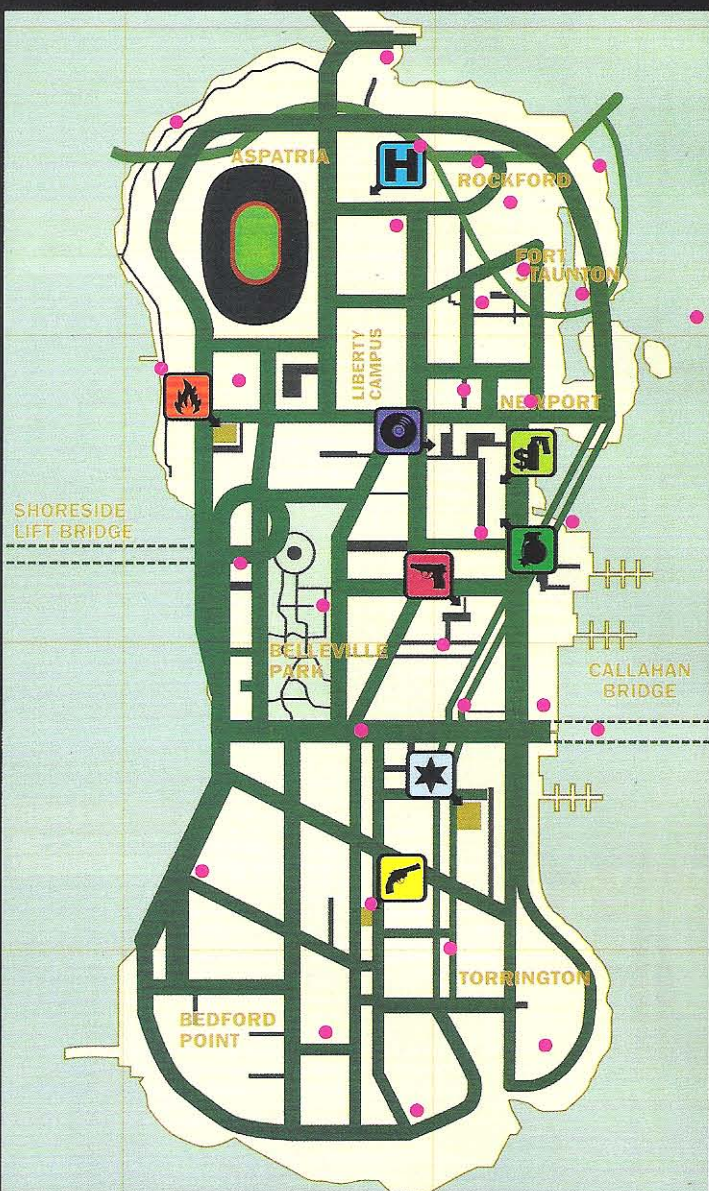 ASPATRIA
H
ROCKFORD
FORT
STAUNTON
LIBERTY
CAMPUS
NEWPORT
$
SHORESIDE
LIFT BRIDGE
BELLEVILLE
PARK
CALLAHAN
BRIDGE
TORRINGTON
BEDFORD
POINT